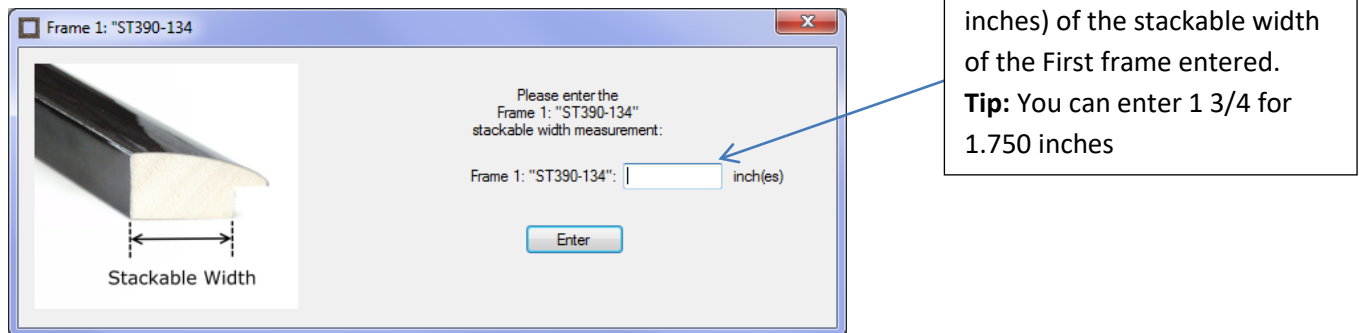 Frame 1: "ST390-134
Please enter the
Frame 1: "ST390-134"
stackable width measurement:
Frame 1: "ST390-134":
inch(es)
Enter
Stackable Width
inches) of the stackable width
of the First frame entered.
Tip: You can enter 1 3/4 for
1.750 inches